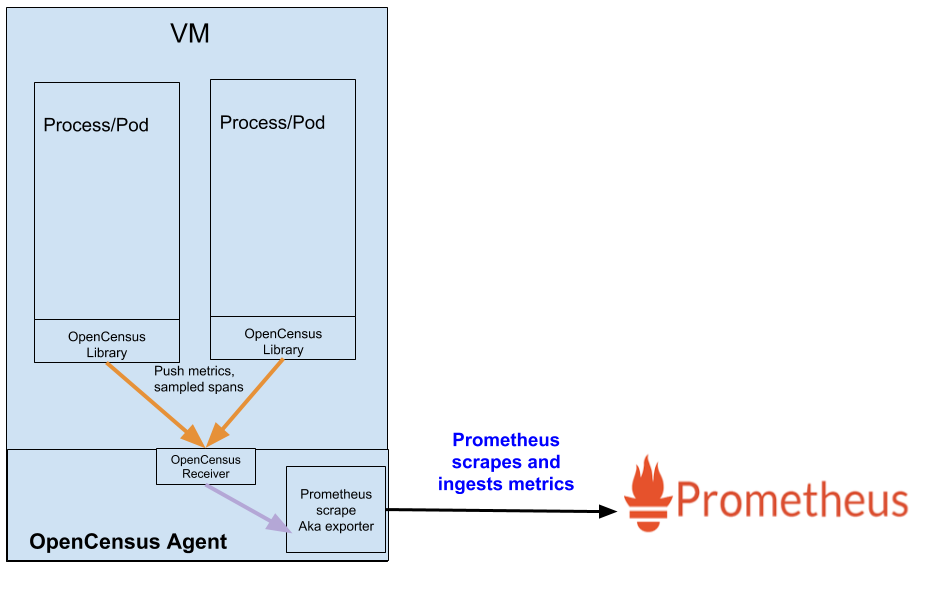 VM
Process/Pod
Process/Pod
OpenCensus
Library
OpenCensus
Library
Push metrics,
sampled spans
OpenCensus
Receiver
Prometheus
scrape
Aka exporter
OpenCensus Agent
Prometheus
scrapes and
ingests metrics
Prometheus